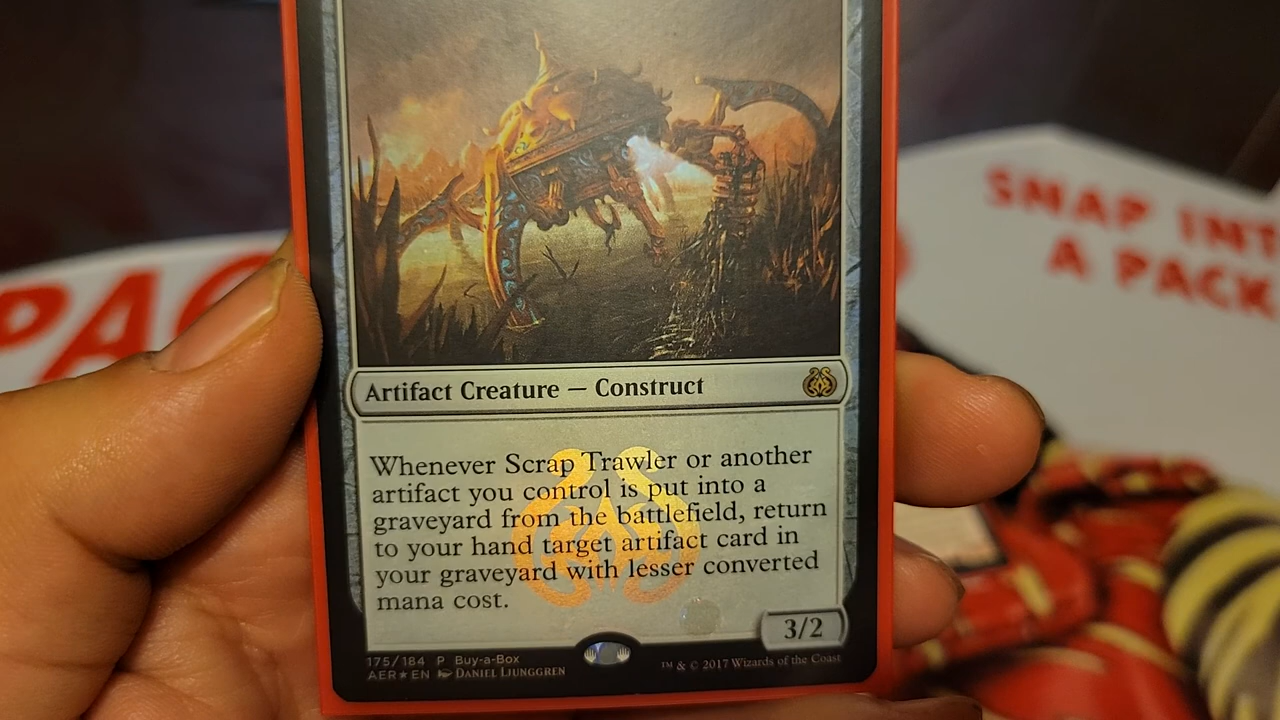 PAC
SNAP INT
A PACK
Artifact Creature — Construct
Whenever Scrap Trawler or another
artifact you control is put into a
graveyard from the battlefield, return
to your hand target artifact card in
your graveyard with lesser converted
mana cost.
3/2
175/184 P Buy-a-Box
AER★EN DANIEL LJUNGGREN
™ & © 2017 Wizards of the Coast